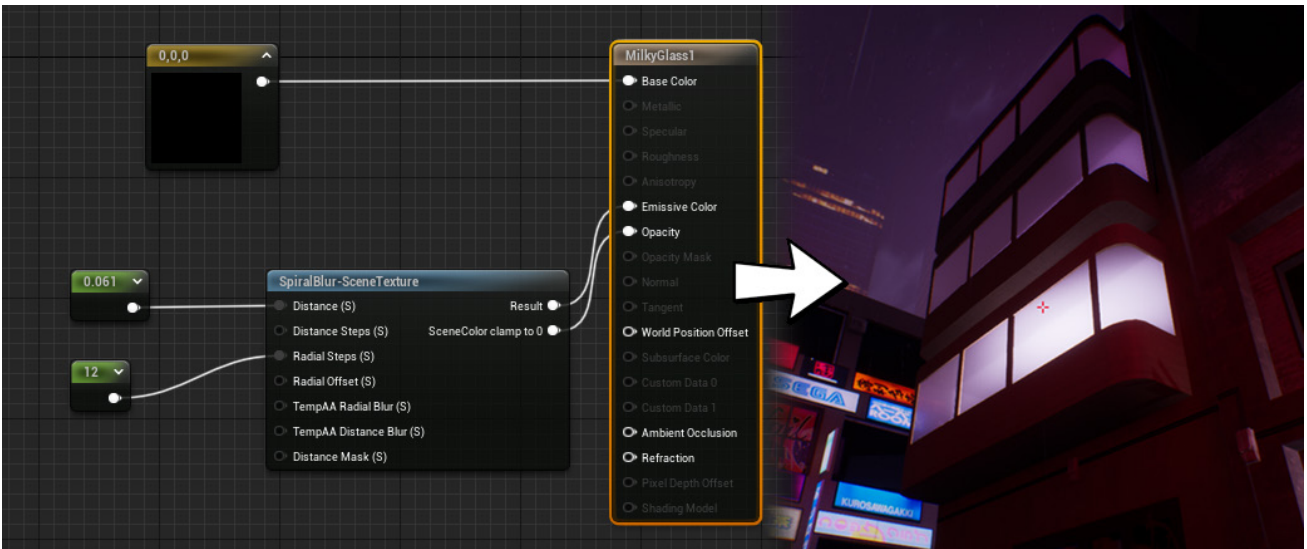 0,0,0
MilkyGlass1
Base Color
Metallic
Specular
Roughness
Anisotropy
Emissive Color
Opacity
Opacity Mask
Normal
Tangent
World Position Offset
Subsurface Color
Custom Data 0
Custom Data 1
Ambient Occlusion
Refraction
Pixel Depth Offset
Shading Model
0.061
12
SpiralBlur-SceneTexture
Distance (S)
Result
Distance Steps (S)
SceneColor clamp to 0
Radial Steps (S)
Radial Offset (S)
TempAA Radial Blur (S)
TempAA Distance Blur (S)
Distance Mask (S)
SEGA
KUROSAWAGAKKI